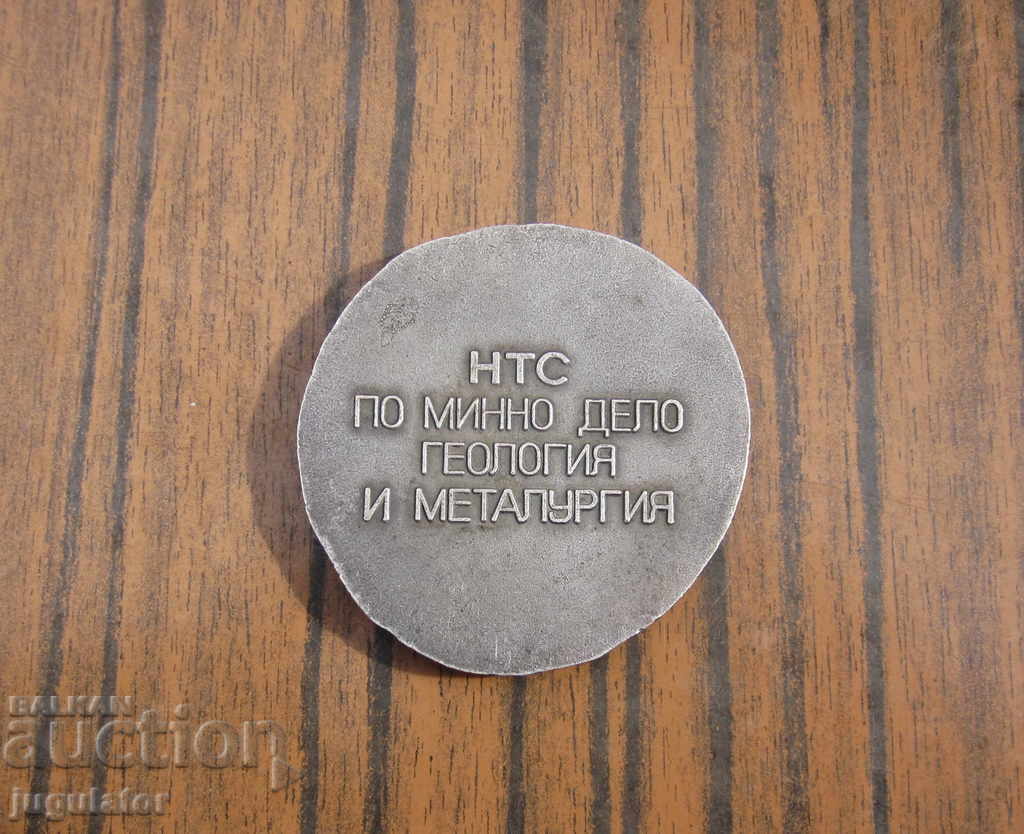 НТС
ПО МИННО ДЕЛО
ГЕОЛОГИЯ
И МЕТАЛУРГИЯ
BALKAN
auction
jugulator